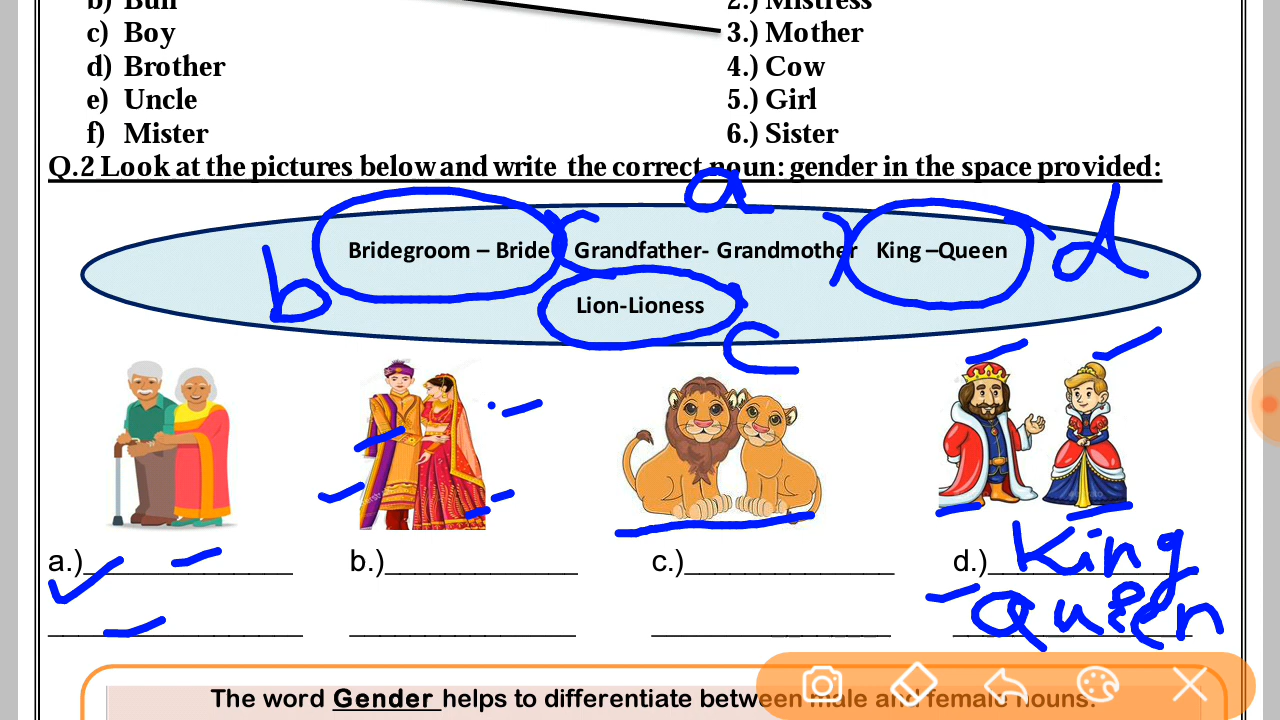 b) Bull 2.) Mistress
c) Boy 3.) Mother
d) Brother 4.) Cow
e) Uncle 5.) Girl
f) Mister 6.) Sister
Q.2 Look at the pictures below and write the correct noun: gender in the space provided:
a
b Bridegroom – Bride Grandfather- Grandmother King –Queen d
Lion-Lioness
c
a.) b.) c.) d.) King
Queen
The word Gender helps to differentiate between male and female nouns.